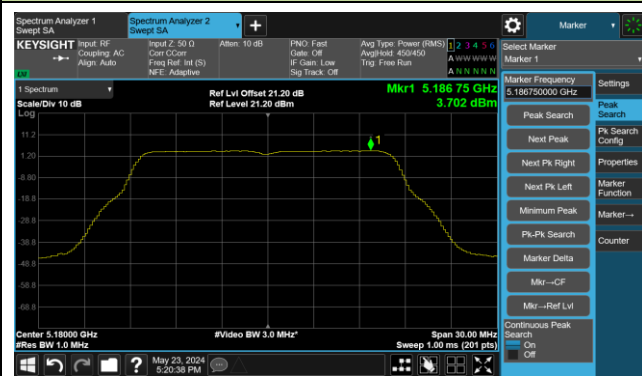 Spectrum Analyzer 1
Swept SA
Spectrum Analyzer 2
Swept SA
+
Marker
KEYSIGHT
Input: RF
Coupling: AC
Align: Auto
Input Z: 50 Ω
Corr CCorr
Freq Ref: Int (S)
NFE: Adaptive
Atten: 10 dB
PNO: Fast
Gate: Off
IF Gain: Low
Sig Track: Off
Avg Type: Power (RMS)
Avg|Hold: 450/450
Trig: Free Run
1 2 3 4 5 6
A W W W W W
A N N N N N
Select Marker
Marker 1
1 Spectrum
Scale/Div 10 dB
Log
Ref Lvl Offset 21.20 dB
Ref Level 21.20 dBm
Mkr1 5.186 75 GHz
3.702 dBm
11.2
1.20
-8.80
-18.8
-28.8
-38.8
-48.8
-58.8
-68.8
1
Center 5.18000 GHz
#Res BW 1.0 MHz
#Video BW 3.0 MHz*
Span 30.00 MHz
Sweep 1.00 ms (201 pts)
Marker Frequency
5.186750000 GHz
Peak Search
Next Peak
Next Pk Right
Next Pk Left
Minimum Peak
Pk-Pk Search
Marker Delta
Mkr→CF
Mkr→Ref Lvl
Continuous Peak
Search
On
Off
Settings
Peak
Search
Pk Search
Config
Properties
Marker
Function
Marker→
Counter
?
May 23, 2024
5:20:38 PM